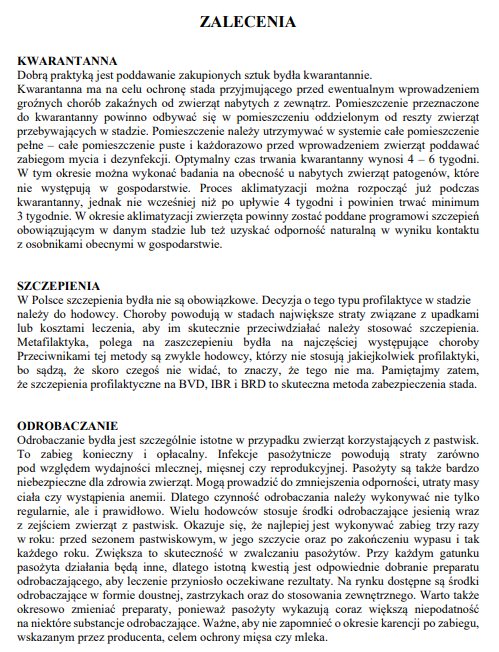 ZALECENIA
KWARANTANNA
Dobrą praktyką jest poddawanie zakupionych sztuk bydła kwarantannie.
Kwarantanna ma na celu ochronę stada przyjmującego przed ewentualnym wprowadzeniem
groźnych chorób zakaźnych od zwierząt nabytych z zewnątrz. Pomieszczenie przeznaczone
do kwarantanny powinno odbywać się w pomieszczeniu oddzielonym od reszty zwierząt
przebywających w stadzie. Pomieszczenie należy utrzymywać w systemie całe pomieszczenie
pełne – całe pomieszczenie puste i każdorazowo przed wprowadzeniem zwierząt poddawać
zabiegom mycia i dezynfekcji. Optymalny czas trwania kwarantanny wynosi 4 – 6 tygodni.
W tym okresie można wykonać badania na obecność u nabytych zwierząt patogenów, które
nie występują w gospodarstwie. Proces aklimatyzacji można rozpocząć już podczas
kwarantanny, jednak nie wcześniej niż po upływie 4 tygodni i powinien trwać minimum
3 tygodnie. W okresie aklimatyzacji zwierzęta powinny zostać poddane programowi szczepień
obowiązującym w danym stadzie lub też uzyskać odporność naturalną w wyniku kontaktu
z osobnikami obecnymi w gospodarstwie.
SZCZEPIENIA
W Polsce szczepienia bydła nie są obowiązkowe. Decyzja o tego typu profilaktyce w stadzie
należy do hodowcy. Choroby powodują w stadach największe straty związane z upadkami
lub kosztami leczenia, aby im skutecznie przeciwdziałać należy stosować szczepienia.
Metafilaktyka, polega na zaszczepieniu bydła na najczęściej występujące choroby
Przeciwnikami tej metody są zwykle hodowcy, którzy nie stosują jakiejkolwiek profilaktyki,
bo sądzą, że skoro czegoś nie widać, to znaczy, że tego nie ma. Pamiętajmy zatem,
że szczepienia profilaktyczne na BVD, IBR i BRD to skuteczna metoda zabezpieczenia stada.
ODROBACZANIE
Odrobaczanie bydła jest szczególnie istotne w przypadku zwierząt korzystających z pastwisk.
To zabieg konieczny i opłacalny. Infekcje pasożytnicze powodują straty zarówno
pod względem wydajności mlecznej, mięsnej czy reprodukcyjnej. Pasożyty są także bardzo
niebezpieczne dla zdrowia zwierząt. Mogą prowadzić do zmniejszenia odporności, utraty masy
ciała czy wystąpienia anemii. Dlatego czynność odrobaczania należy wykonywać nie tylko
regularnie, ale i prawidłowo. Wielu hodowców stosuje środki odrobaczające jesienią wraz
z zejściem zwierząt z pastwisk. Okazuje się, że najlepiej jest wykonywać zabieg trzy razy
w roku: przed sezonem pastwiskowym, w jego szczycie oraz po zakończeniu wypasu i tak
każdego roku. Zwiększa to skuteczność w zwalczaniu pasożytów. Przy każdym gatunku
pasożyta działania będą inne, dlatego istotną kwestią jest odpowiednie dobranie preparatu
odrobaczającego, aby leczenie przyniosło oczekiwane rezultaty. Na rynku dostępne są środki
odrobaczające w formie doustnej, zastrzykach oraz do stosowania zewnętrznego. Warto także
okresowo zmieniać preparaty, ponieważ pasożyty wykazują coraz większą niepodatność
na niektóre substancje odrobaczające. Ważne, aby nie zapomnieć o okresie karencji po zabiegu,
wskazanym przez producenta, celem ochrony mięsa czy mleka.